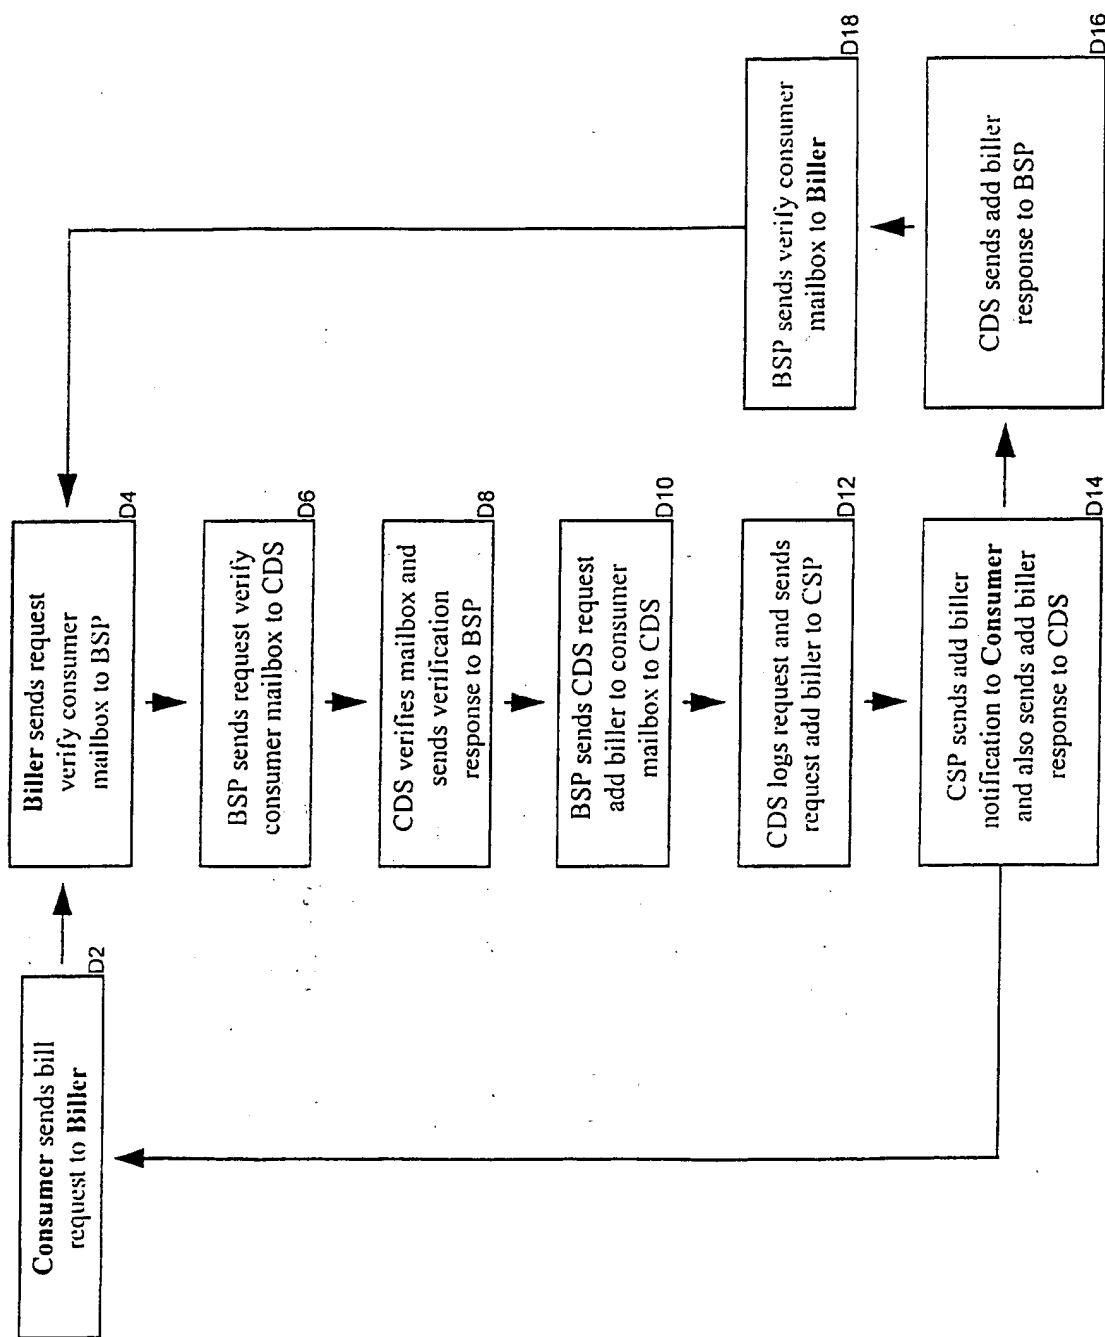 Consumer sends bill
request to Biller
D2
Biller sends request
verify consumer
mailbox to BSP
D4
BSP sends request verify
consumer mailbox to CDS
D6
CDS verifies mailbox and
sends verification
response to BSP
D8
BSP sends CDS request
add biller to consumer
mailbox to CDS
D10
CDS logs request and sends
request add biller to CSP
D12
CSP sends add biller
notification to Consumer
and also sends add biller
response to CDS
D14
CDS sends add biller
response to BSP
D16
BSP sends verify consumer
mailbox to Biller
D18